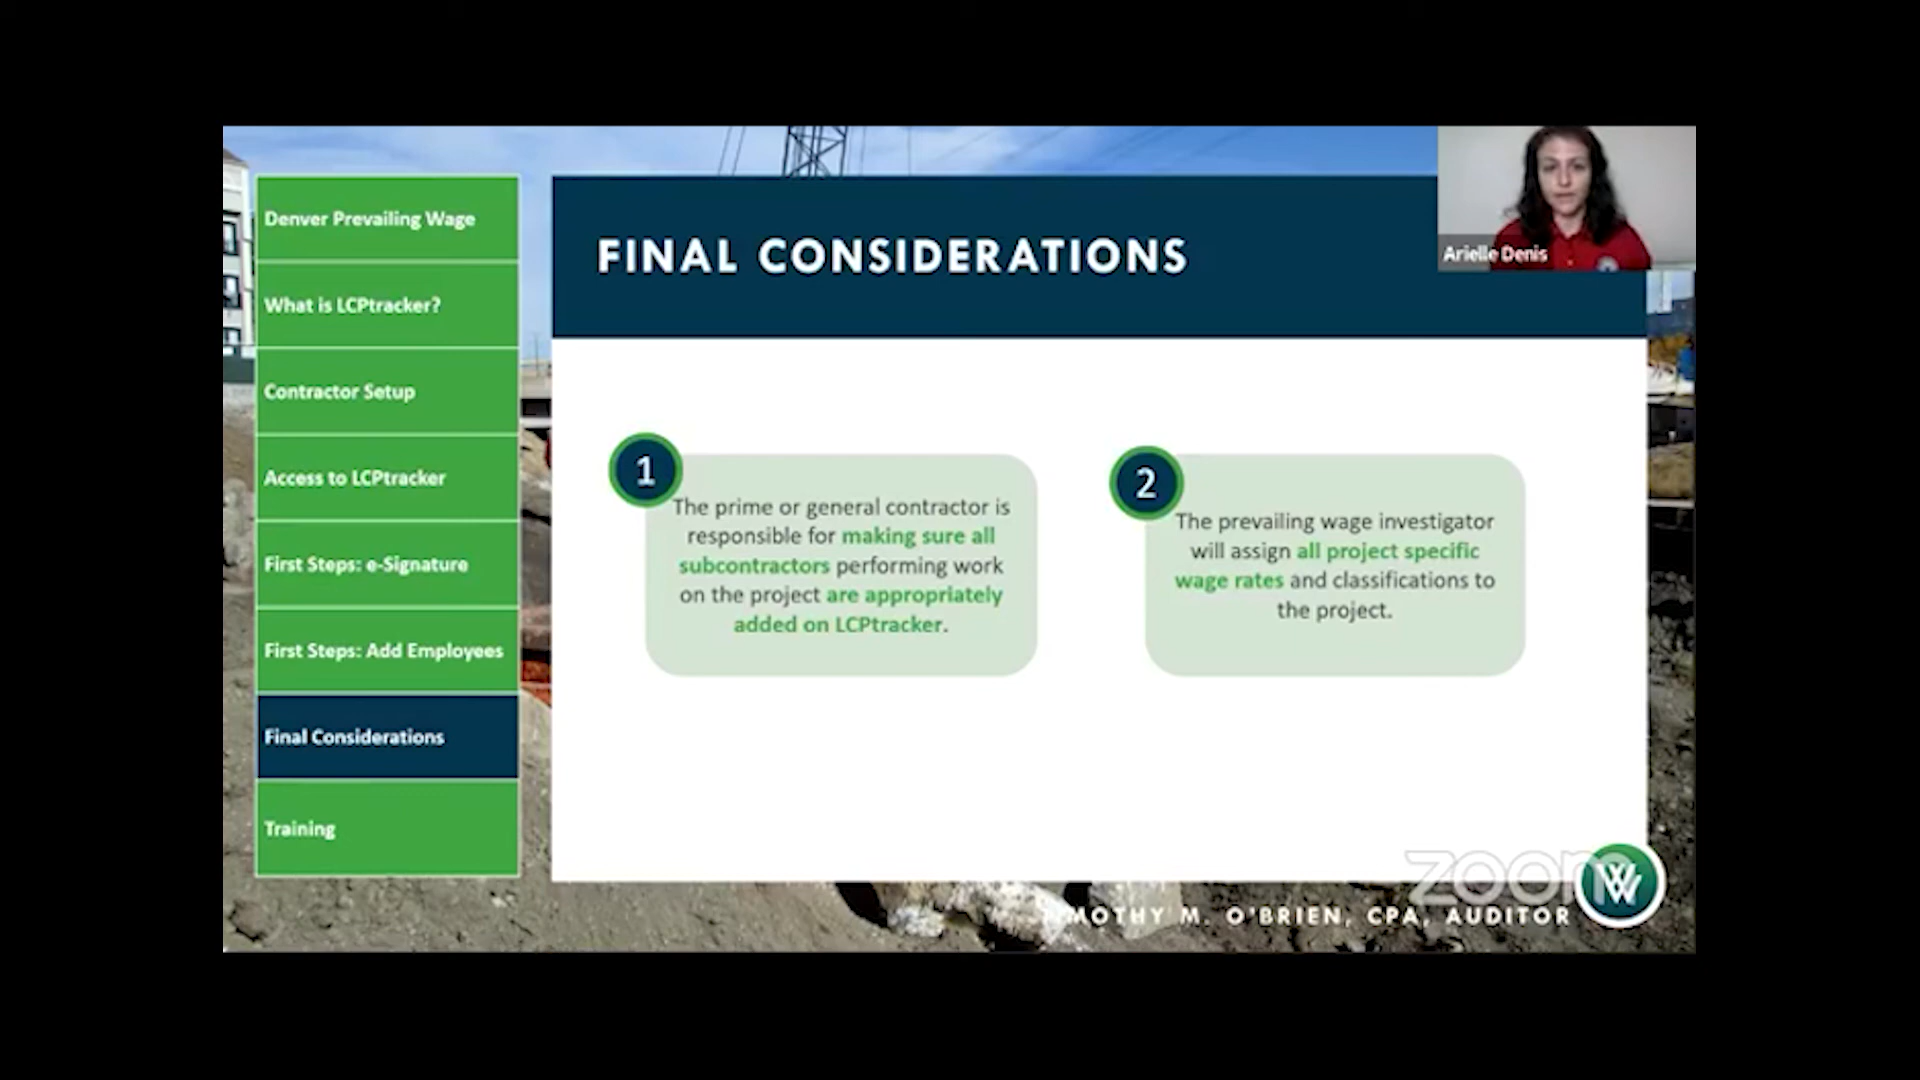 Denver Prevailing Wage
What is LCPtracker?
Contractor Setup
Access to LCPtracker
First Steps: e-Signature
First Steps: Add Employees
Final Considerations
Training
FINAL CONSIDERATIONS
Arielle Denis
1
The prime or general contractor is
responsible for making sure all
subcontractors performing work
on the project are appropriately
added on LCPtracker.
2
The prevailing wage investigator
will assign all project specific
wage rates and classifications to
the project.
zoom
W
MOTHY M. O'BRIEN, CPA, AUDITOR